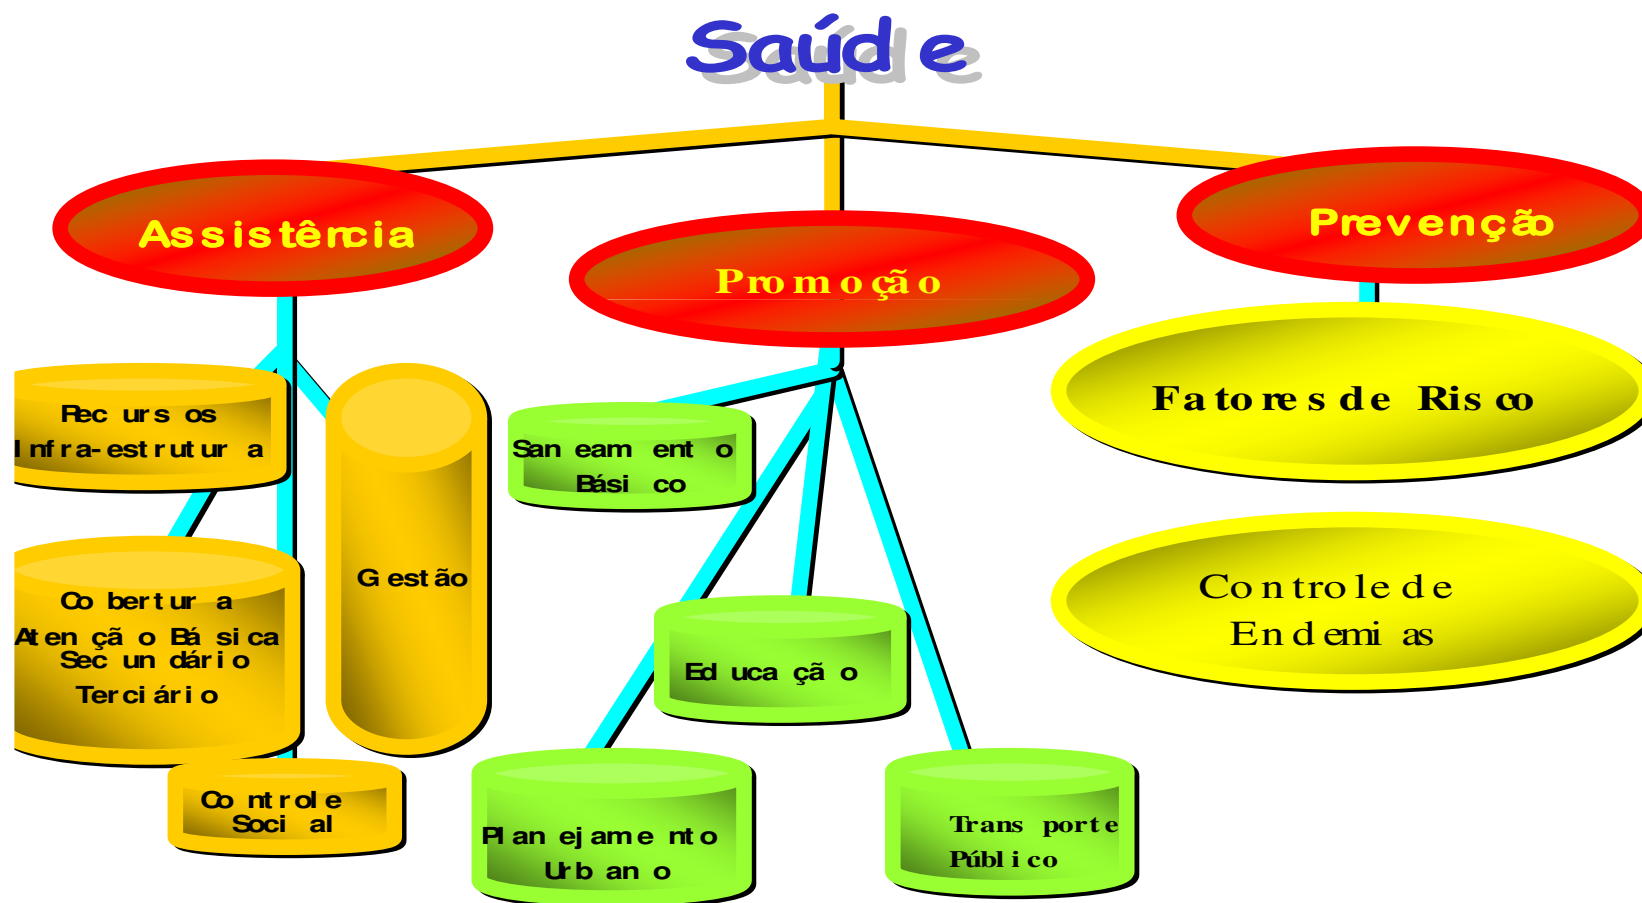 Saúde
Assistência
Promoção
Prevenção
Recursos
Infra-estrutura
Gestão
Cobertura
Atenção Básica
Secundário
Terciário
Controle
Social
Saneamento
Básico
Educação
Planejamento
Urbano
Transporte
Público
Fatores de Risco
Controle de
Endemias